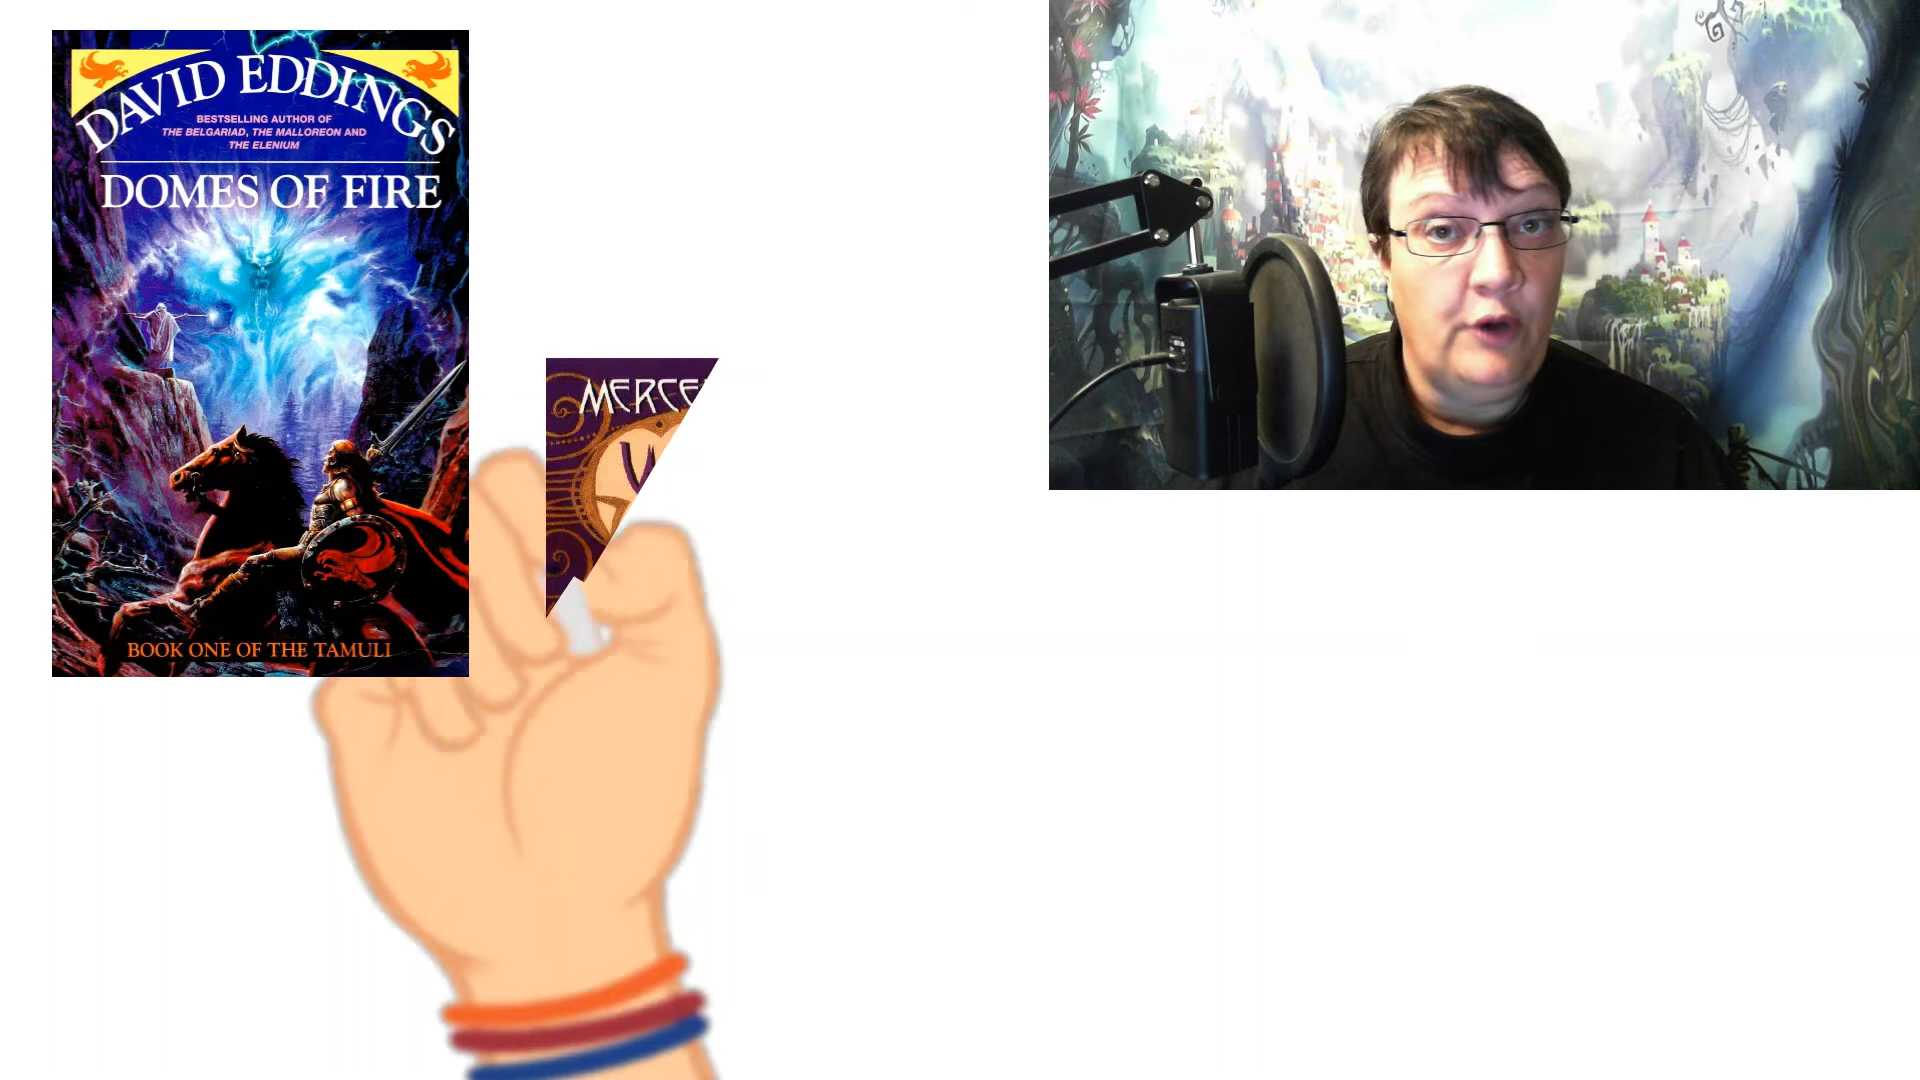 DAVID EDDINGS
BESTSELLING AUTHOR OF
THE BELGARIAD, THE MALLOREON AND
THE ELENIUM
DOMES OF FIRE
BOOK ONE OF THE TAMULI
MERCE